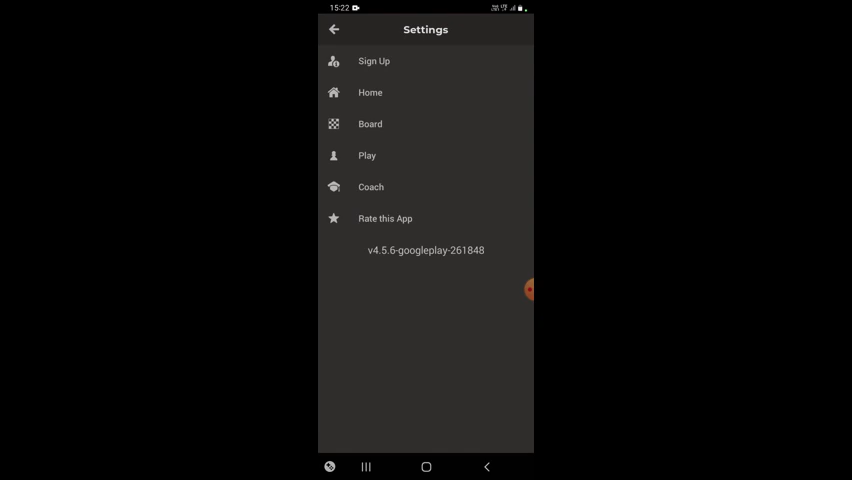 15:22
Settings
Sign Up
Home
Board
Play
Coach
Rate this App
v4.5.6-googleplay-261848